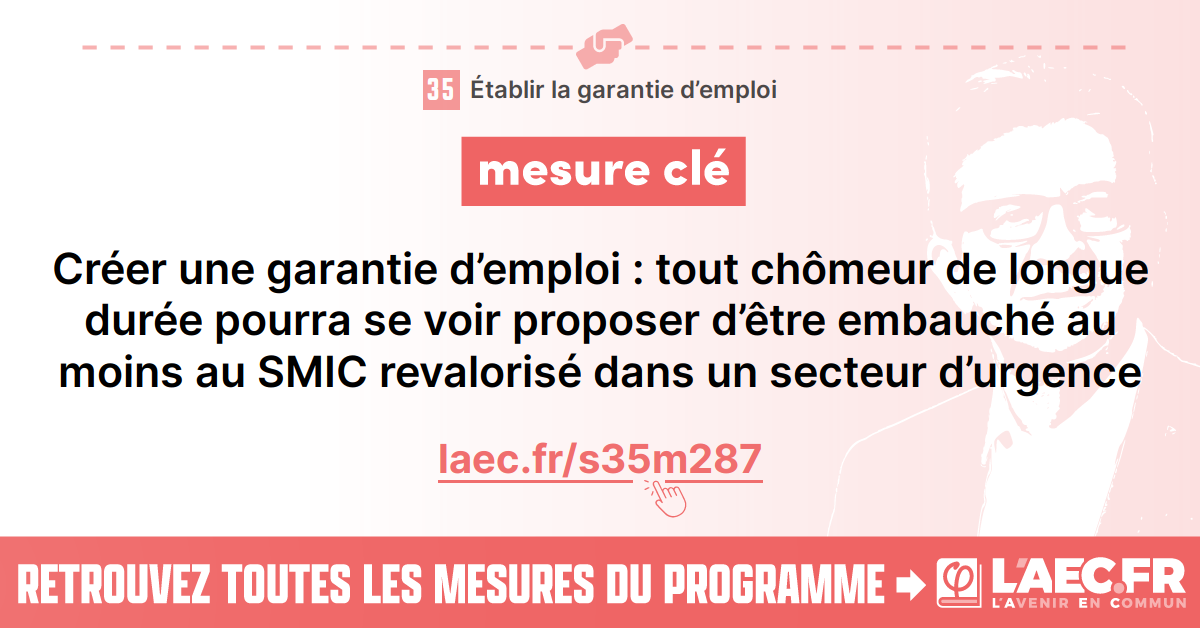 35 Établir la garantie d’emploi
mesure clé
Créer une garantie d’emploi : tout chômeur de longue
durée pourra se voir proposer d’être embauché au
moins au SMIC revalorisé dans un secteur d’urgence
laec.fr/s35m287
RETROUVEZ TOUTES LES MESURES DU PROGRAMME
φ L’AEC.FR
L’AVENIR EN COMMUN